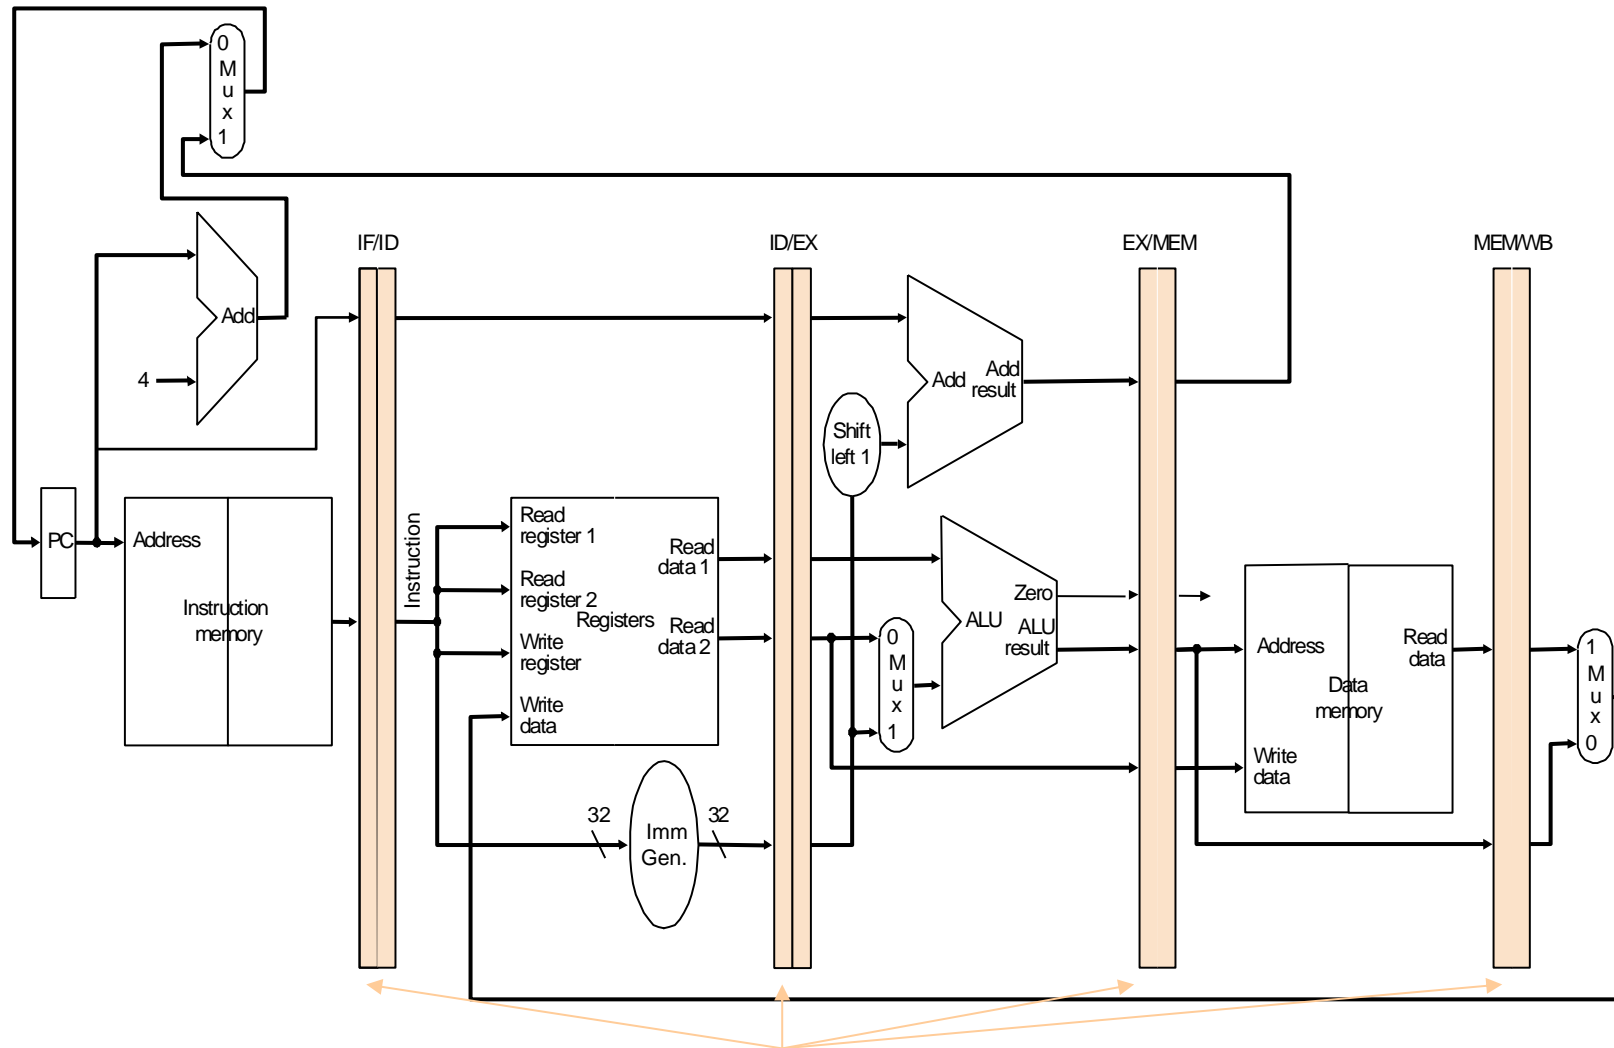 0
M
u
x
1
IF/ID
ID/EX
EX/MEM
MEM/WB
Add
4
Add
Add
result
Shift
left 1
PC
Address
Instruction
memory
Instruction
Read
register 1
Read
register 2
Write
register
Write
data
Registers
Read
data 1
Read
data 2
32
Imm
Gen.
32
0
M
u
x
1
Zero
ALU
ALU
result
Address
Read
data
Data
memory
Write
data
1
M
u
x
0